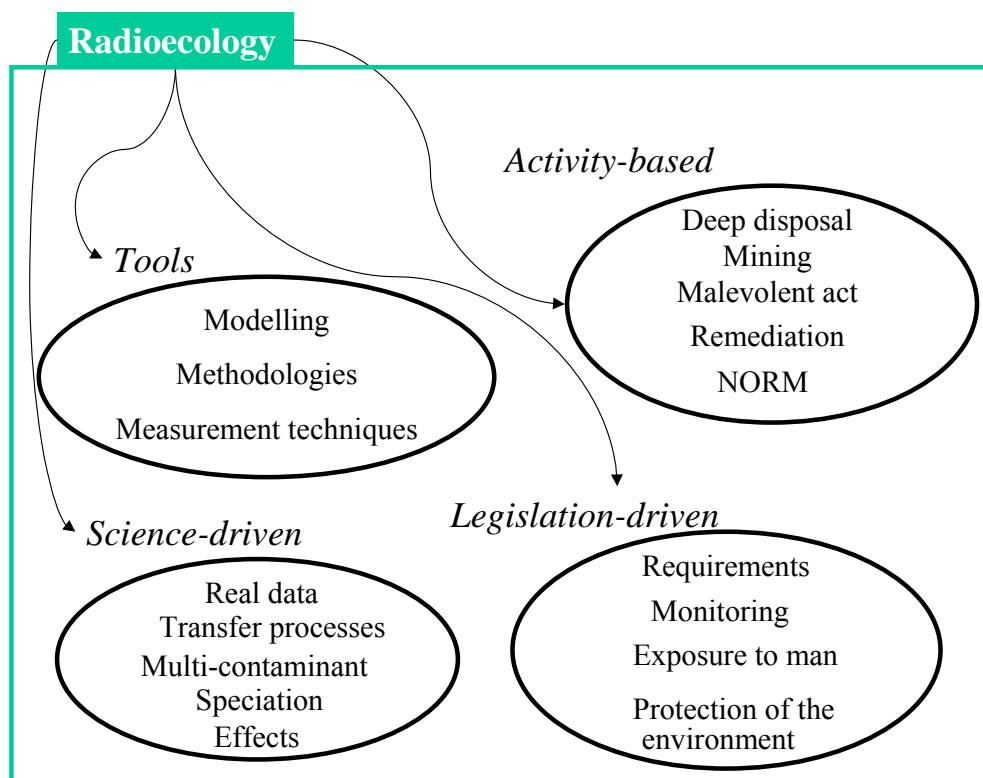 Radioecology
Activity-based
Deep disposal
Mining
Malevolent act
Remediation
NORM
Tools
Modelling
Methodologies
Measurement techniques
Science-driven
Real data
Transfer processes
Multi-contaminant
Speciation
Effects
Legislation-driven
Requirements
Monitoring
Exposure to man
Protection of the
environment